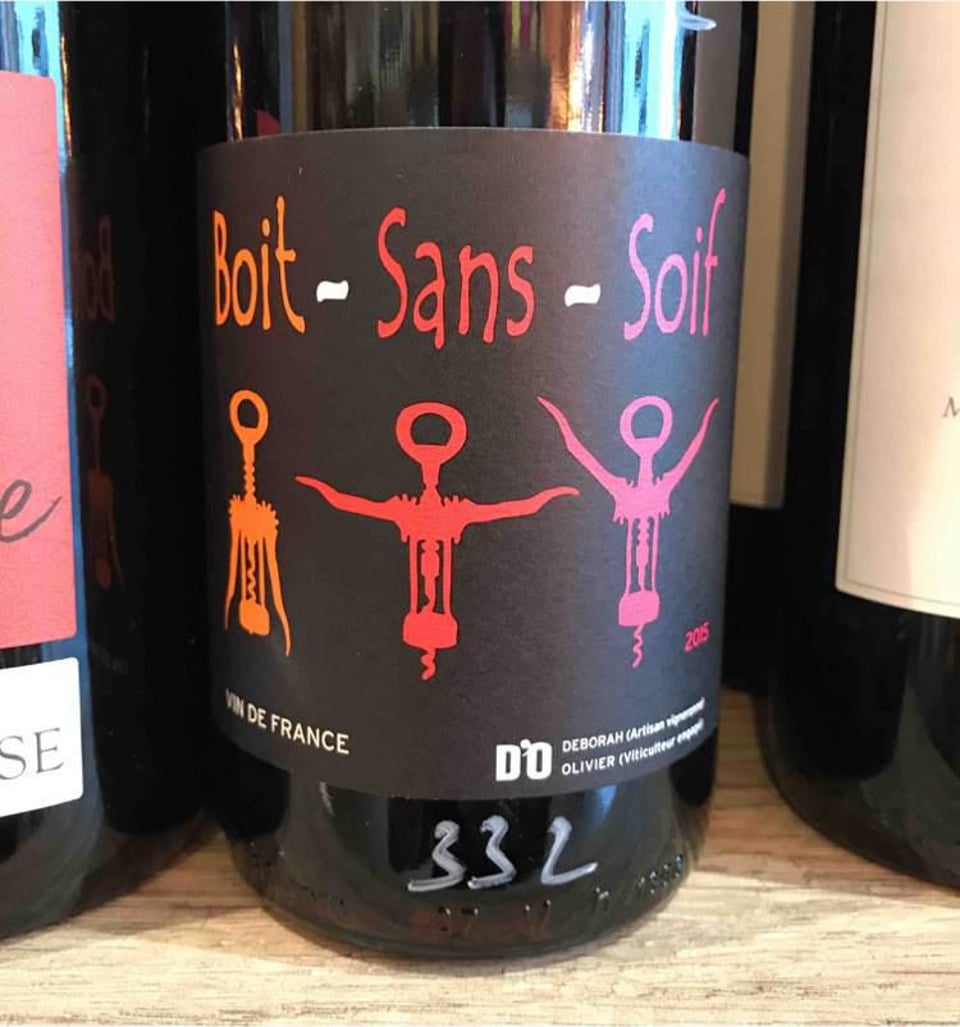 Boit - Sans - Soif
2015
VIN DE FRANCE
D'O DEBORAH (Artisan vigneronne)
OLIVIER (Viticulteur engagé)
332
e
SE
M